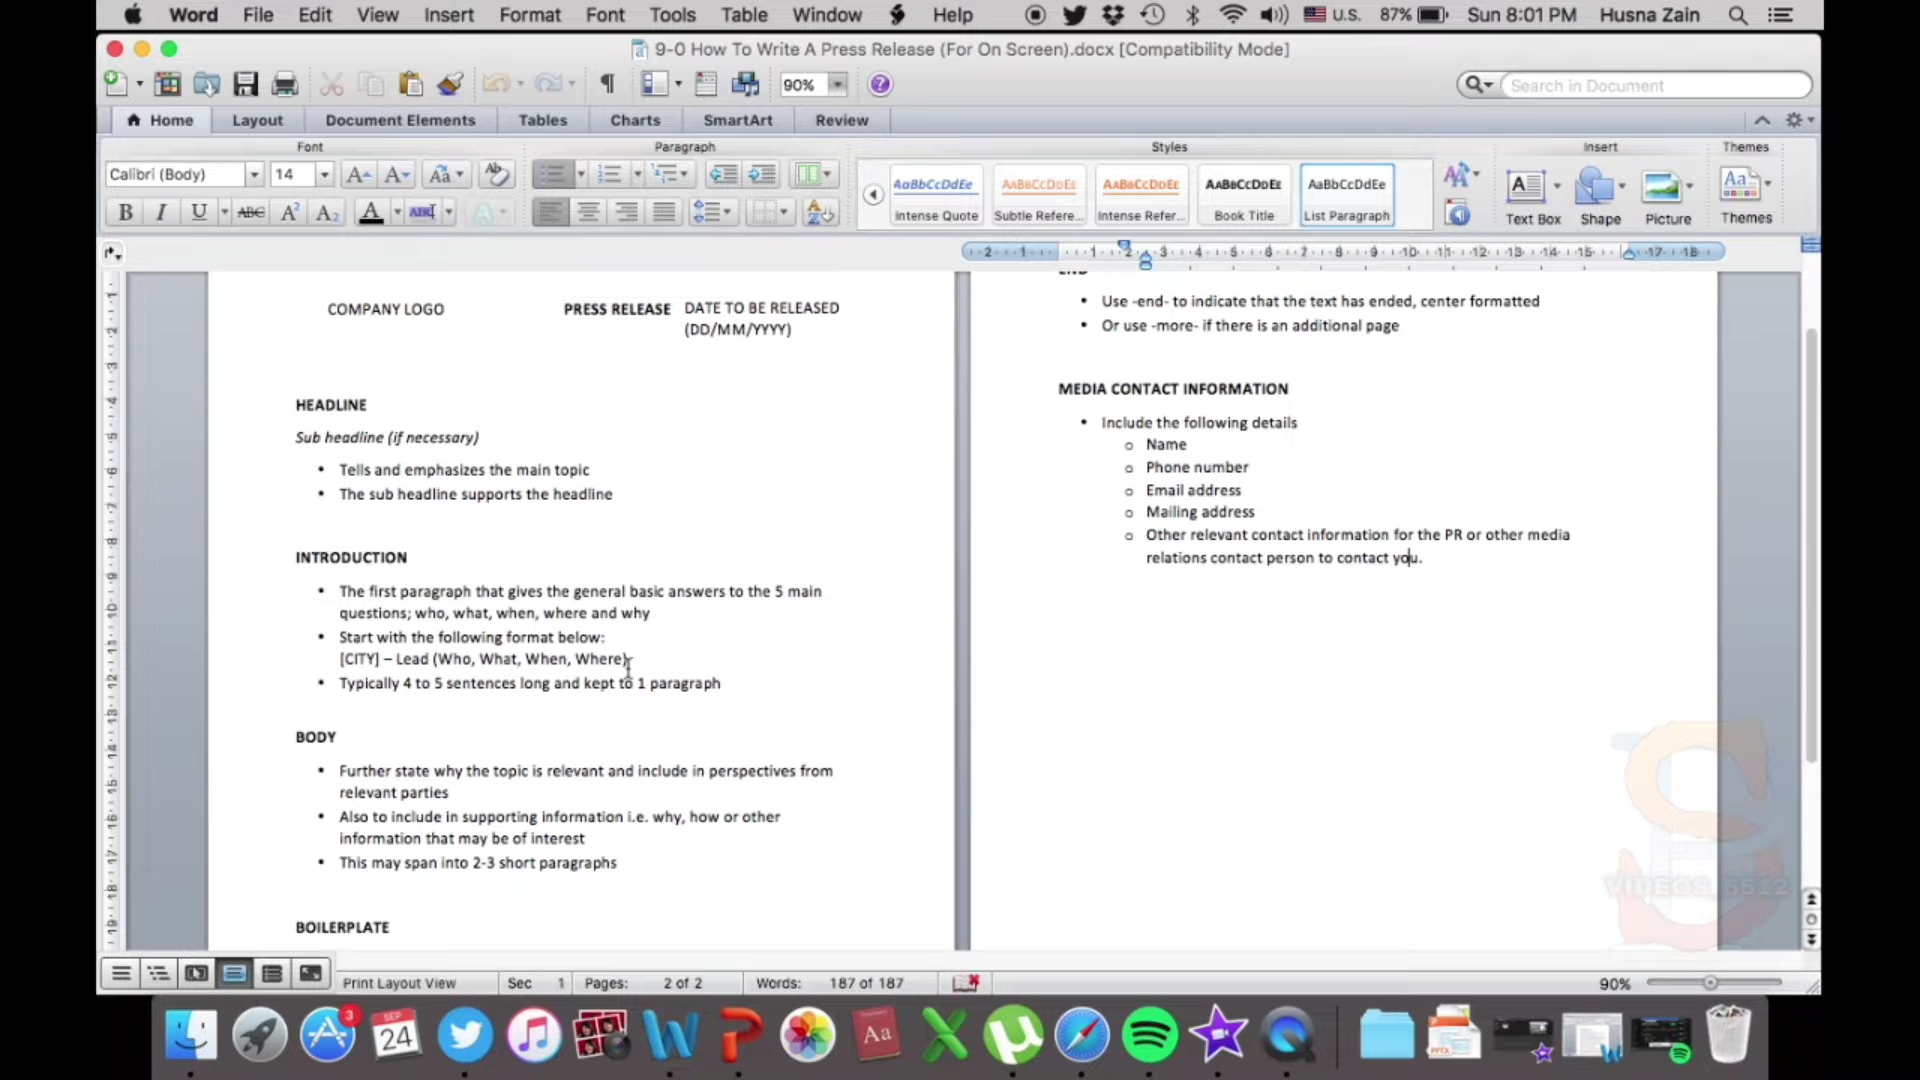 Word File Edit View Insert Format Font Tools Table Window Help U.S. 87% Sun 8:01 PM Husna Zain
9-0 How To Write A Press Release (For On Screen).docx [Compatibility Mode]
90% Search in Document
Home Layout Document Elements Tables Charts SmartArt Review
Font Paragraph Styles Insert Themes
Calibri (Body) 14
AaBbCcDdEe AABBCCDDEE AABBCCDDEE AABBCCDDEE AaBbCcDdEe
Intense Quote Subtle Refere... Intense Refer... Book Title List Paragraph Text Box Shape Picture Themes
COMPANY LOGO PRESS RELEASE DATE TO BE RELEASED
(DD/MM/YYYY)
HEADLINE
Sub headline (if necessary)
• Tells and emphasizes the main topic
• The sub headline supports the headline
INTRODUCTION
• The first paragraph that gives the general basic answers to the 5 main
questions; who, what, when, where and why
• Start with the following format below:
[CITY] – Lead (Who, What, When, Where)
• Typically 4 to 5 sentences long and kept to 1 paragraph
BODY
• Further state why the topic is relevant and include in perspectives from
relevant parties
• Also to include in supporting information i.e. why, how or other
information that may be of interest
• This may span into 2-3 short paragraphs
BOILERPLATE
END
• Use -end- to indicate that the text has ended, center formatted
• Or use -more- if there is an additional page
MEDIA CONTACT INFORMATION
• Include the following details
o Name
o Phone number
o Email address
o Mailing address
o Other relevant contact information for the PR or other media
relations contact person to contact you.
VIDEOS 5512
Print Layout View Sec 1 Pages: 2 of 2 Words: 187 of 187 90%
3
SEP
24
Aa
PPTX